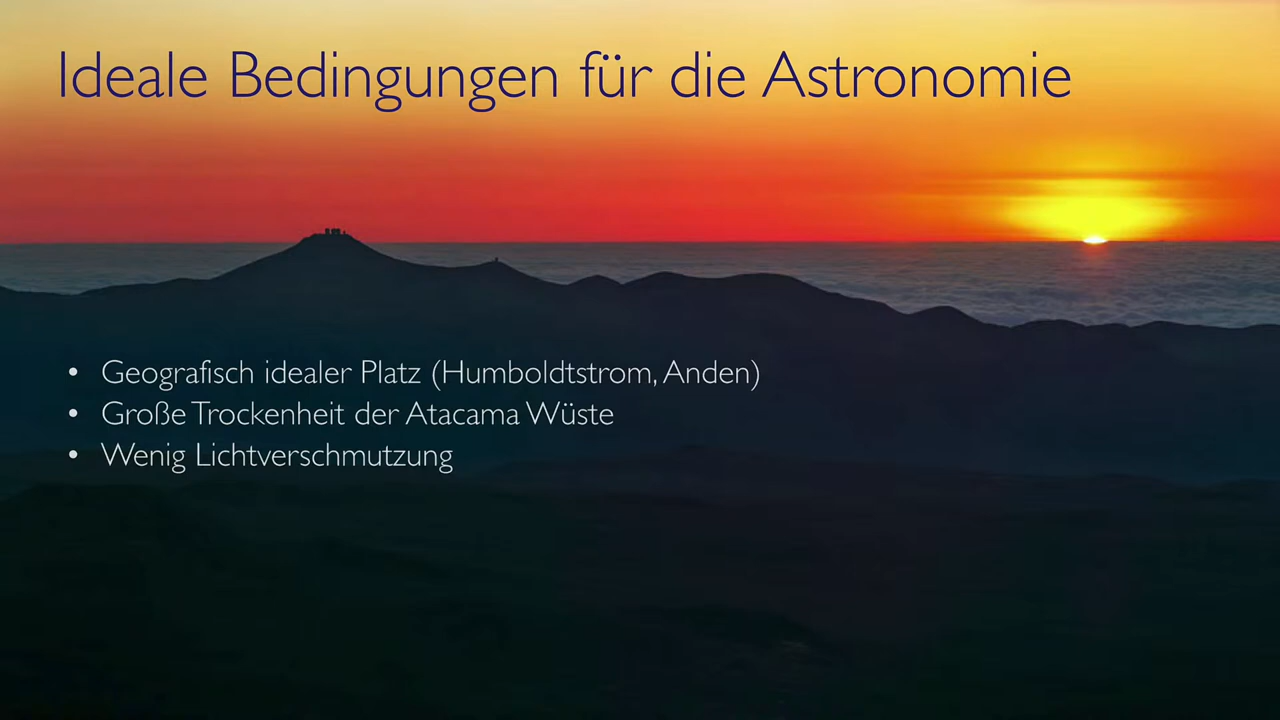 Ideale Bedingungen für die Astronomie
• Geografisch idealer Platz (Humboldtstrom, Anden)
• Große Trockenheit der Atacama Wüste
• Wenig Lichtverschmutzung